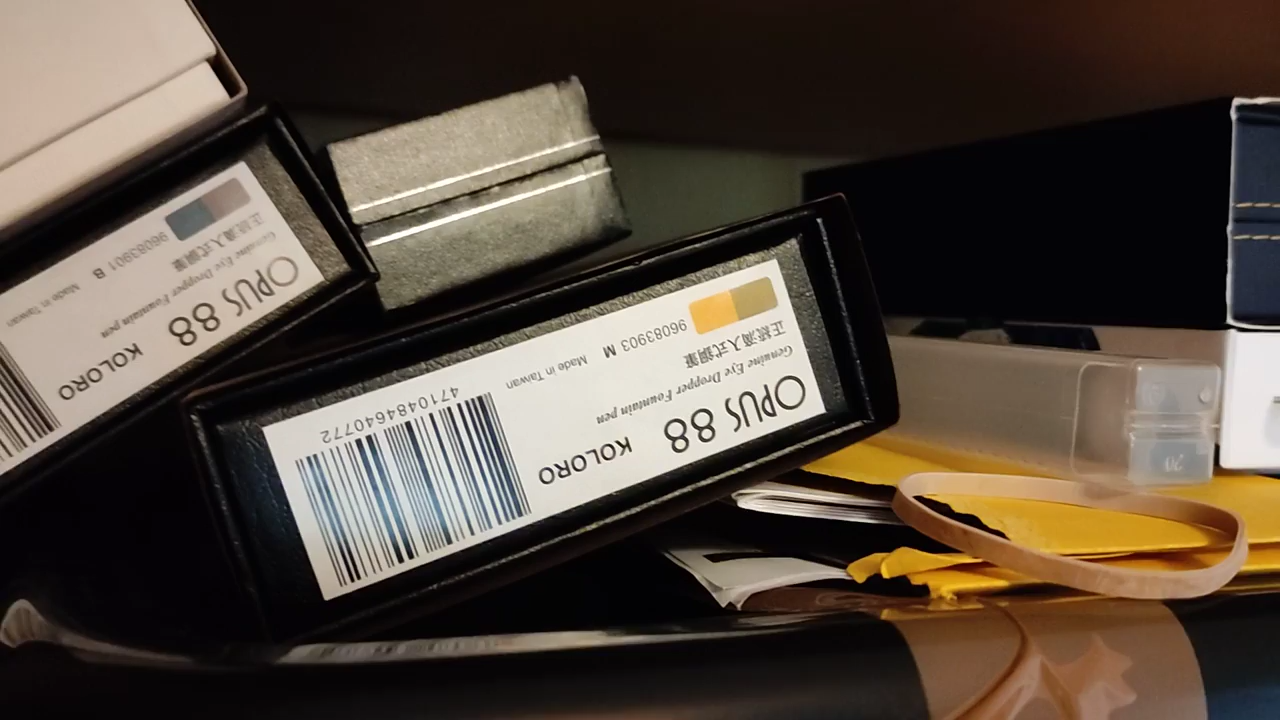 OPUS 88 KOLORO
Genuine Eye Dropper Fountain pen
正統滴入式鋼筆
96083901 B Made in Taiwan
OPUS 88 KOLORO
Genuine Eye Dropper Fountain pen
正統滴入式鋼筆
96083903 M Made in Taiwan
4710484640772